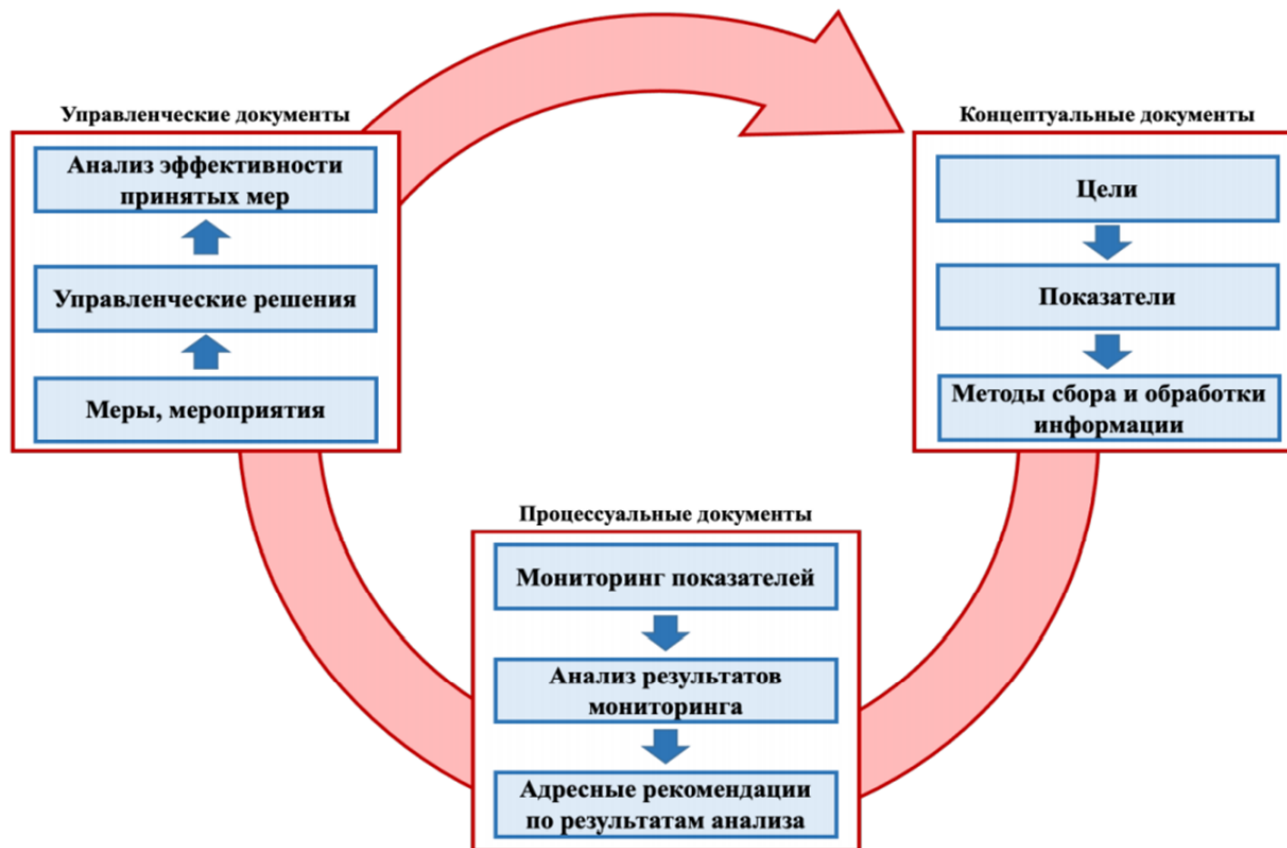 Управленческие документы
Анализ эффективности
принятых мер
Управленческие решения
Меры, мероприятия
Концептуальные документы
Цели
Показатели
Методы сбора и обработки
информации
Процессуальные документы
Мониторинг показателей
Анализ результатов
мониторинга
Адресные рекомендации
по результатам анализа